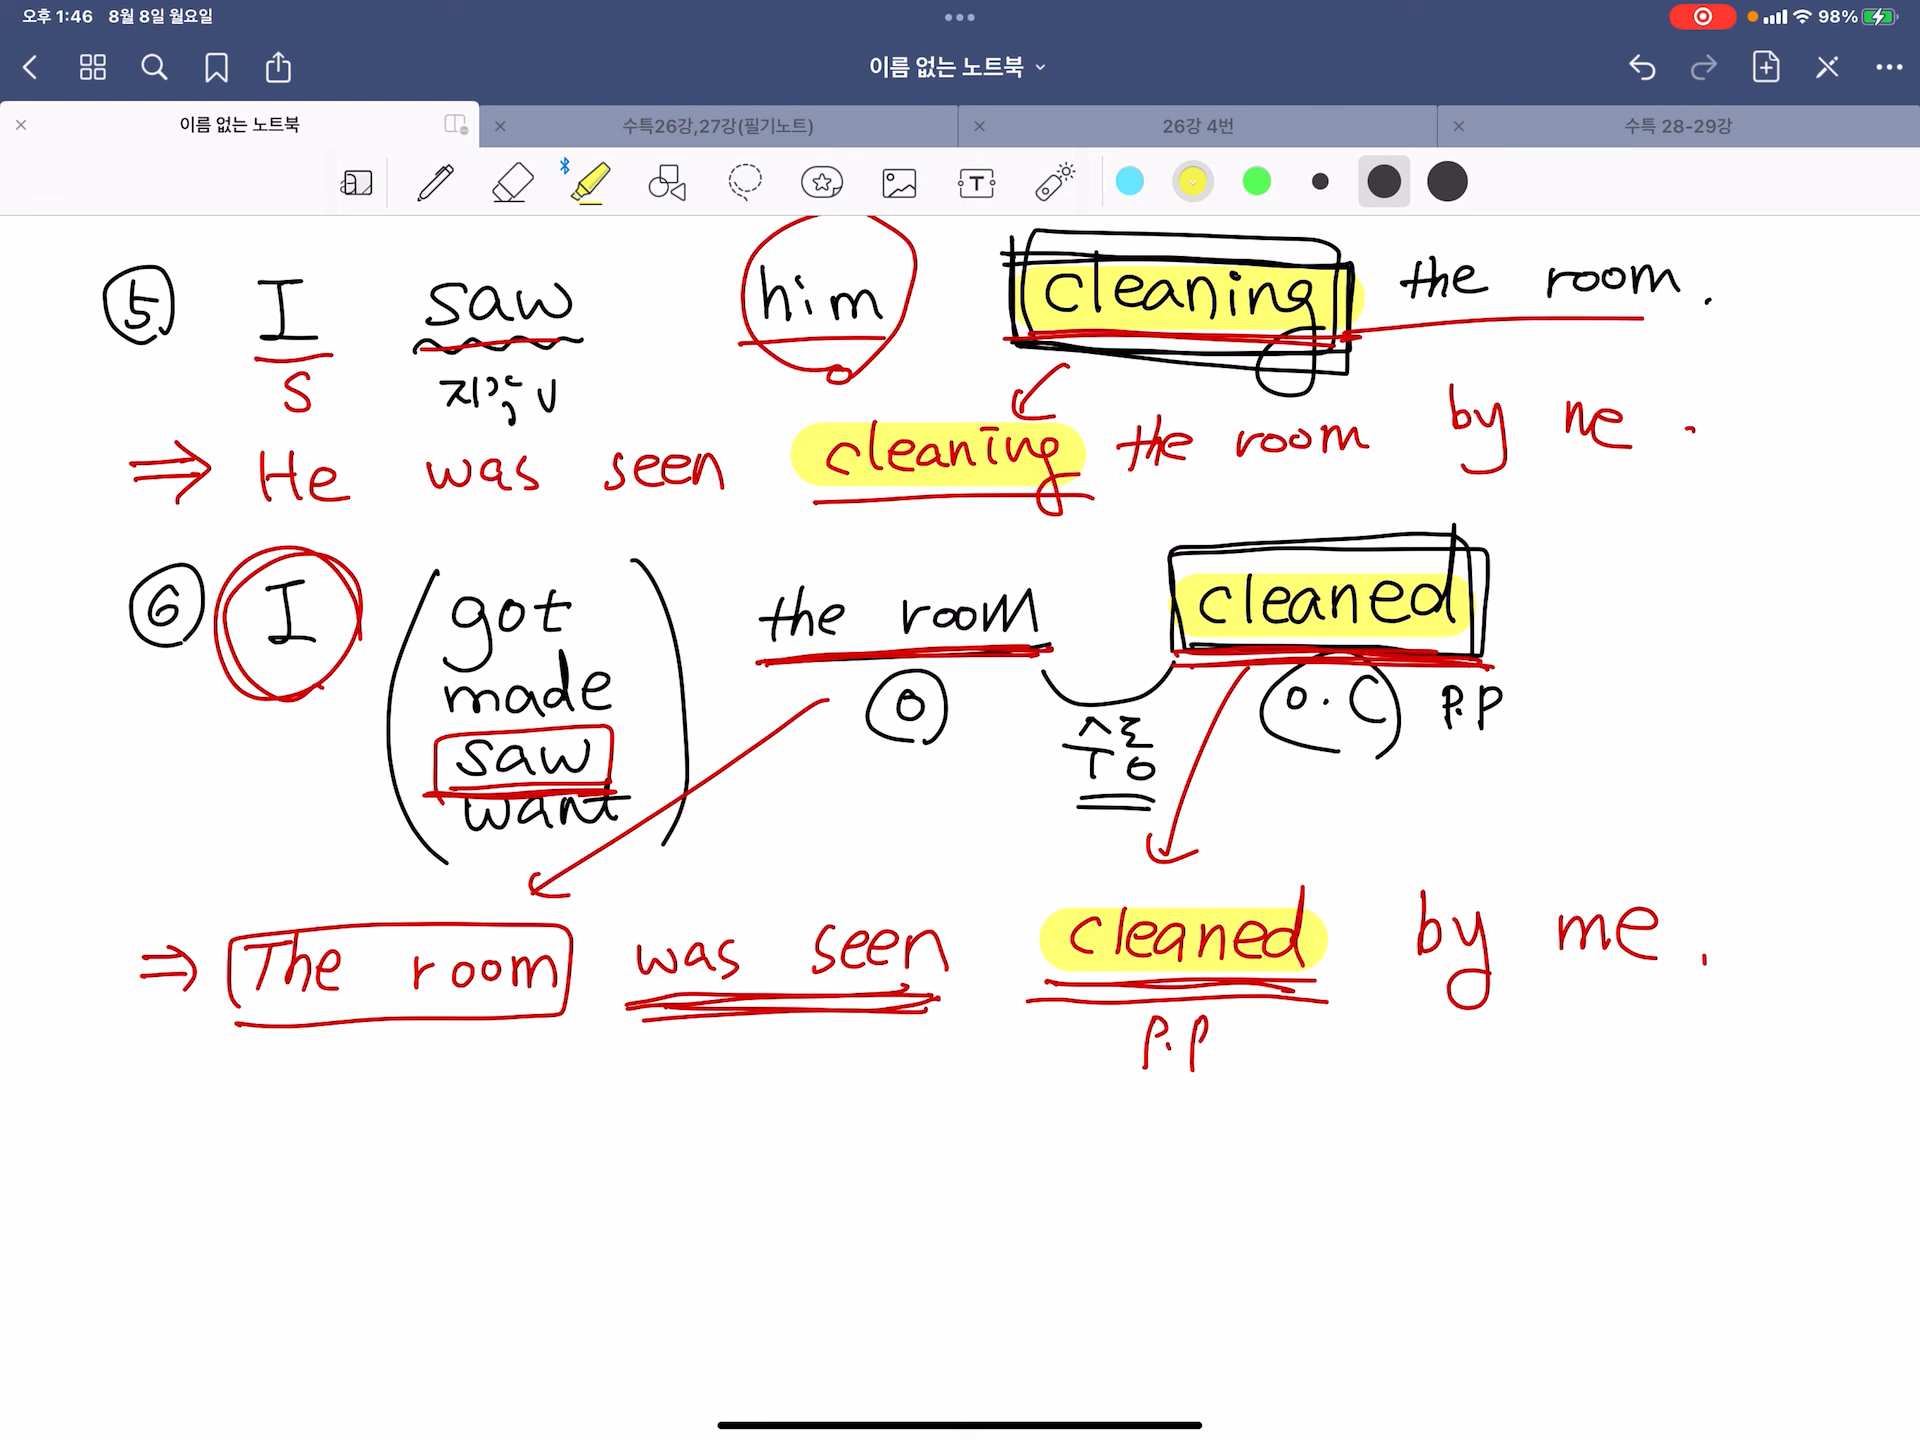 오후 1:46 8월 8일 월요일 98%
이름 없는 노트북
이름 없는 노트북 수특26강,27강(필기노트) 26강 4번 수특 28-29강
⑤ I saw him cleaning the room.
S 지각V O
⇒ He was seen cleaning the room by me.
⑥ I ( got the room cleaned
made O 수동 O.C P.P
saw
want )
⇒ The room was seen cleaned by me.
P.P